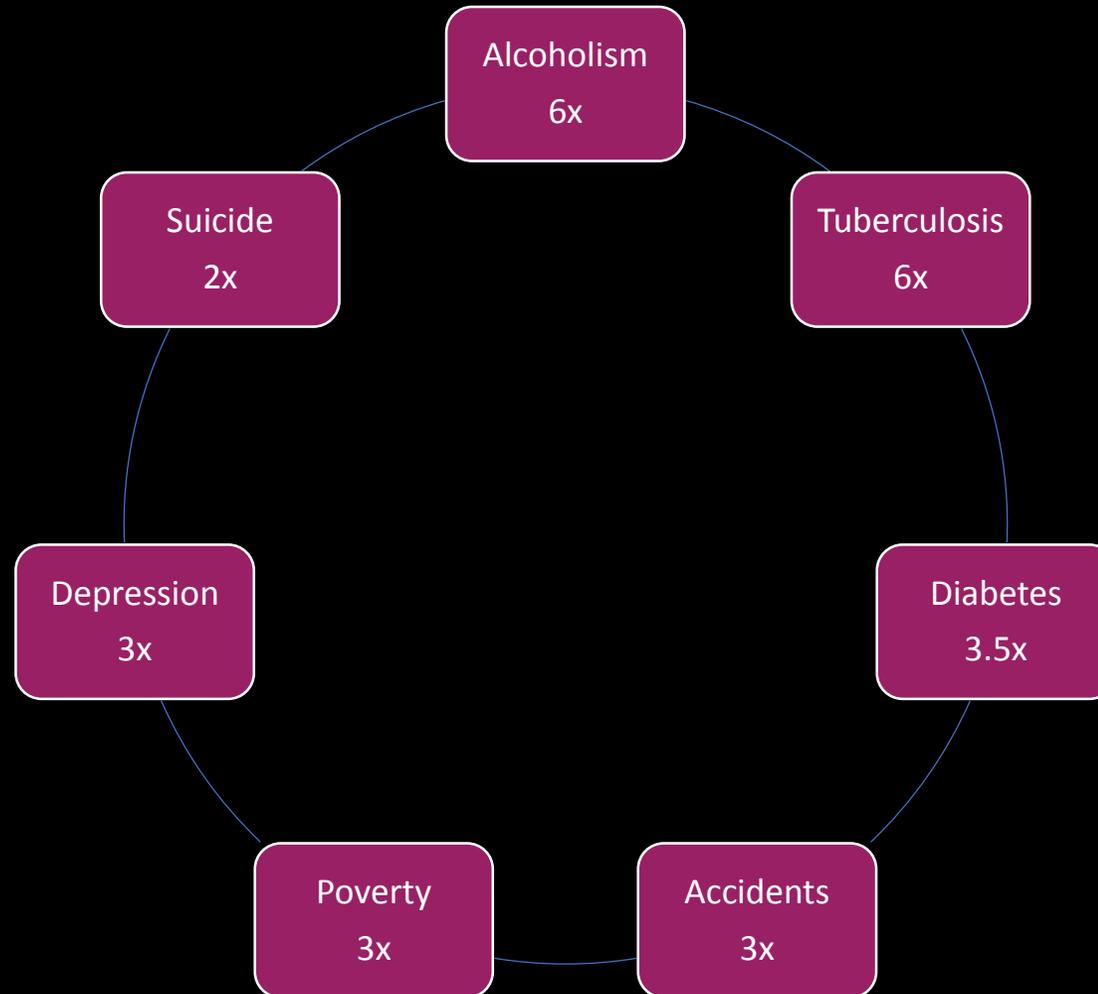 Alcoholism
6x
Tuberculosis
6x
Diabetes
3.5x
Accidents
3x
Poverty
3x
Depression
3x
Suicide
2x